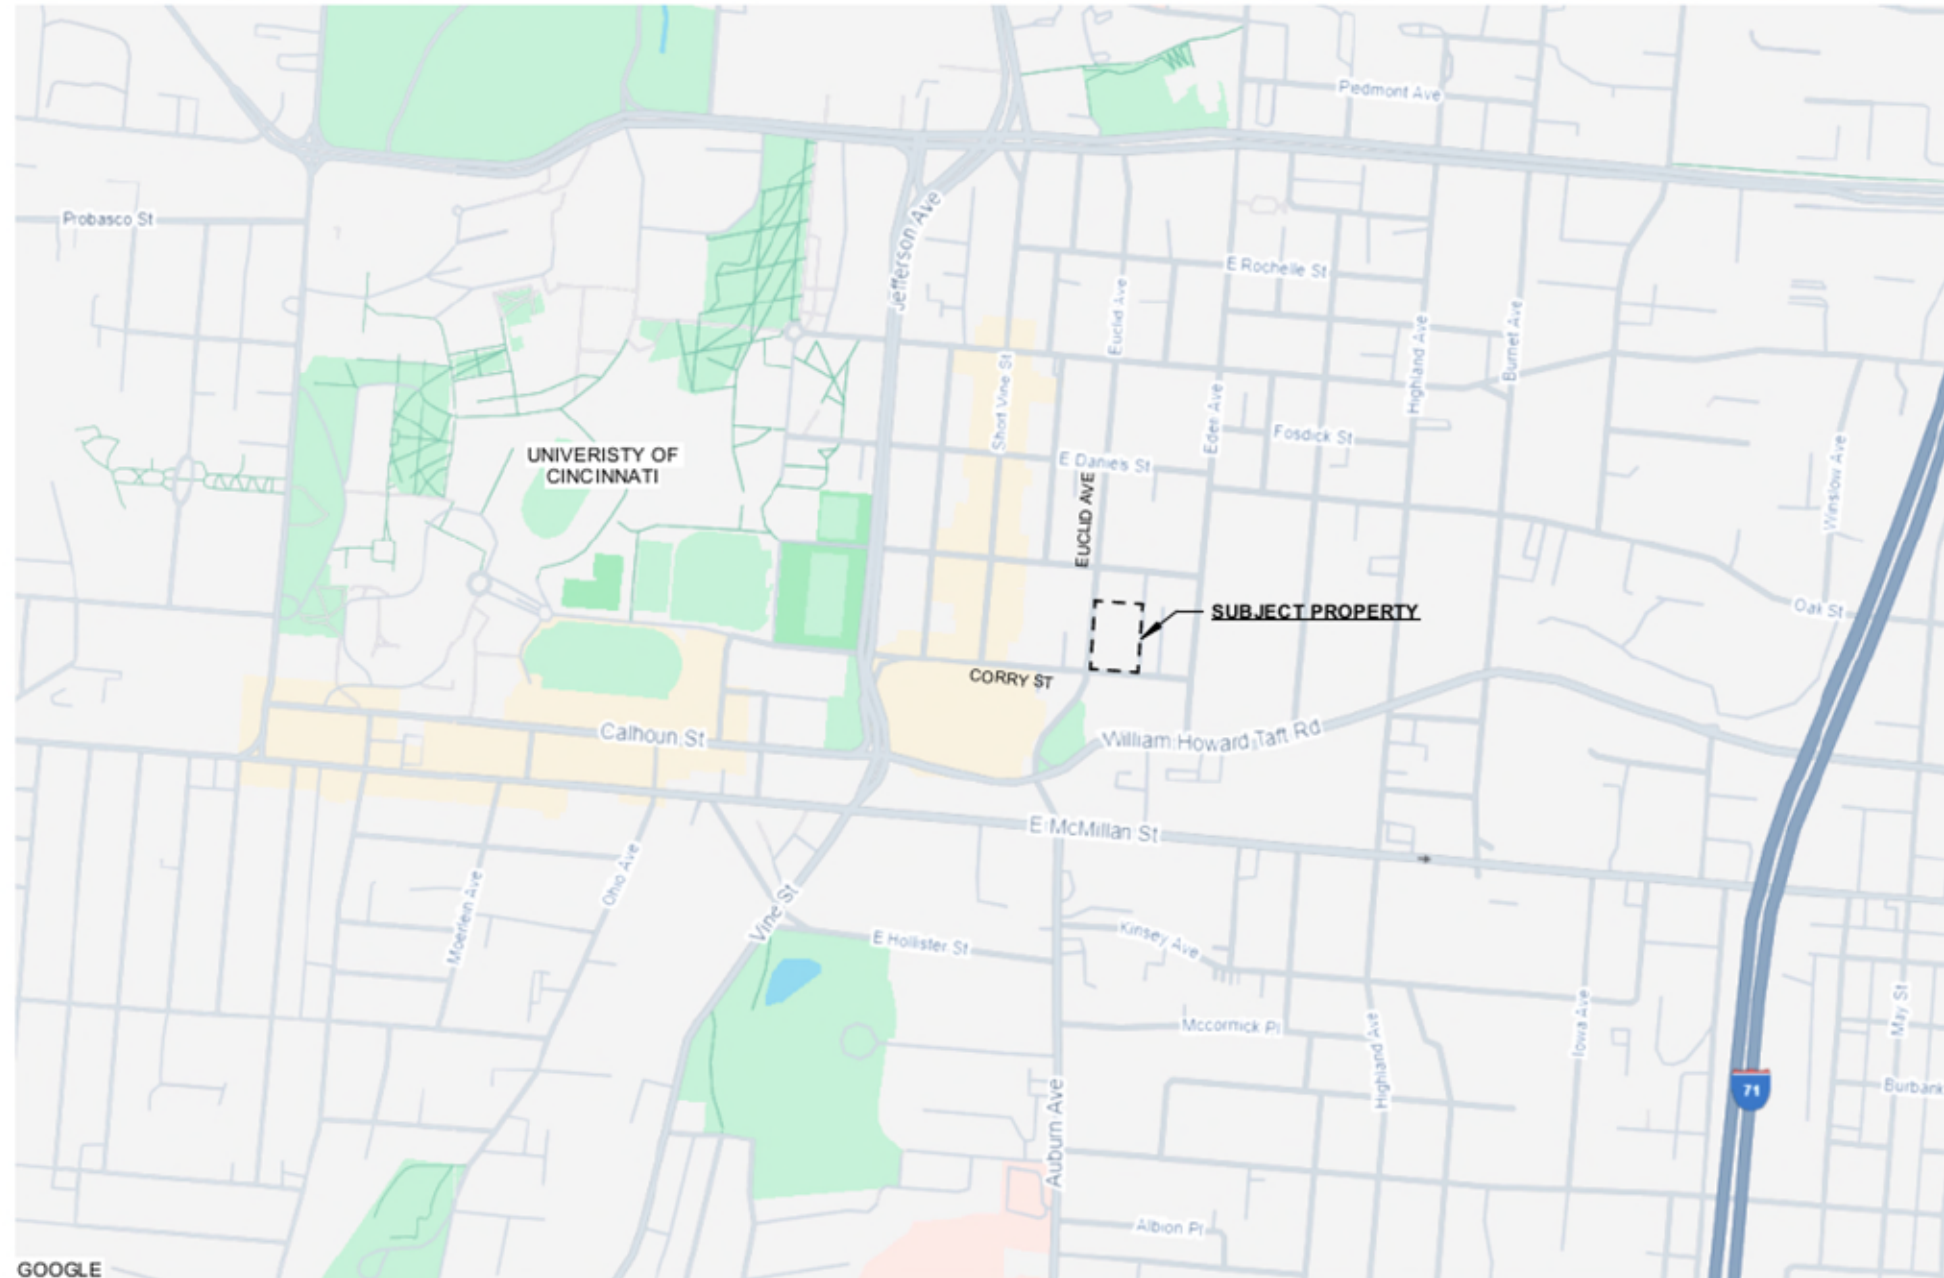 Piedmont Ave
Probasco St
Jefferson Ave
E Rochelle St
Euclid Ave
Highland Ave
Burnet Ave
Short Vine St
Eden Ave
Fosdick St
Winslow Ave
UNIVERISTY OF
CINCINNATI
E Daniels St
EUCLID AVE
SUBJECT PROPERTY
Oak St
CORRY ST
Calhoun St
William Howard Taft Rd
E McMillan St
Ohio Ave
Moerlein Ave
Vine St
E Hollister St
Kinsey Ave
Mccormick Pl
Highland Ave
Iowa Ave
May St
Burbank
71
Auburn Ave
Albion Pl
GOOGLE